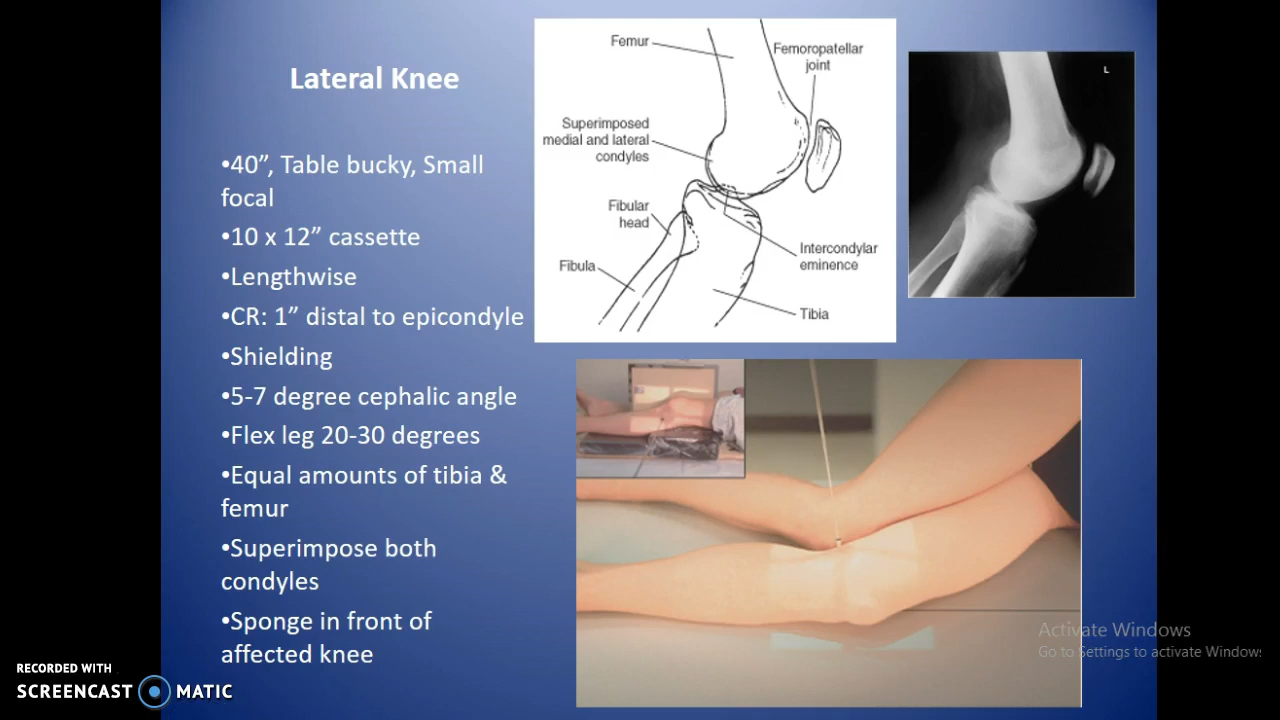 Lateral Knee
•40”, Table bucky, Small
focal
•10 x 12” cassette
•Lengthwise
•CR: 1” distal to epicondyle
•Shielding
•5-7 degree cephalic angle
•Flex leg 20-30 degrees
•Equal amounts of tibia &
femur
•Superimpose both
condyles
•Sponge in front of
affected knee
Femur
Femoropatellar
joint
Superimposed
medial and lateral
condyles
Fibular
head
Fibula
Intercondylar
eminence
Tibia
L
Activate Windows
Go to Settings to activate Windows
RECORDED WITH
SCREENCAST MATIC